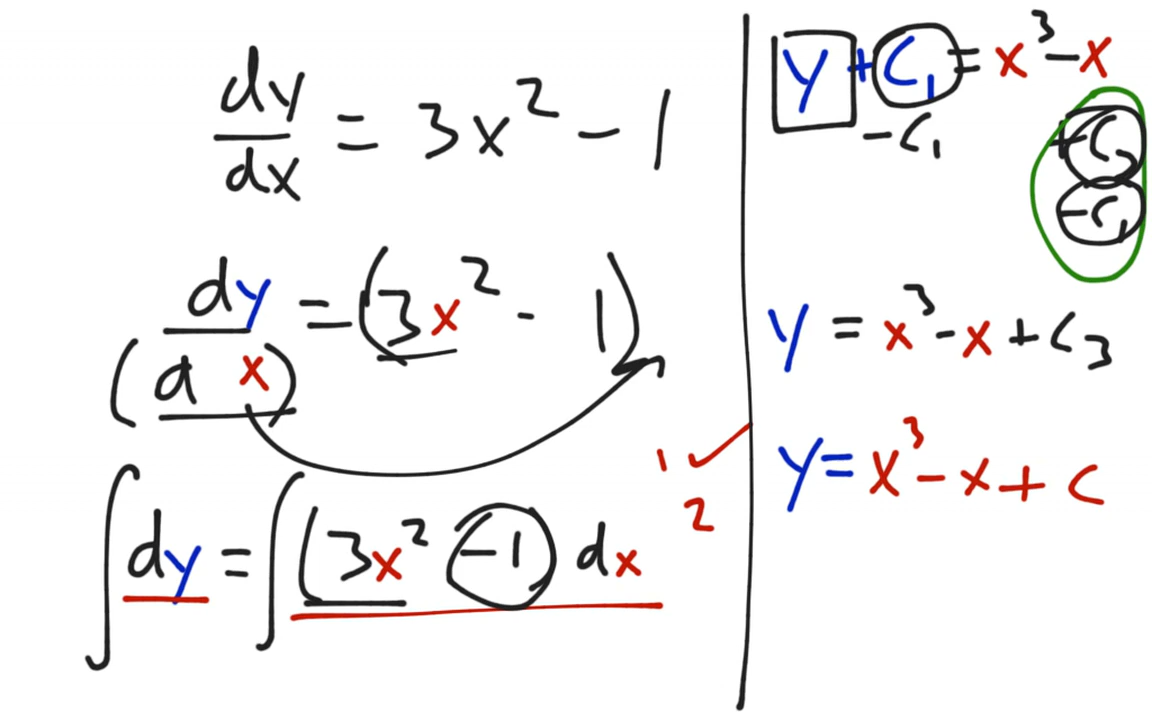 dy/dx = 3x² - 1
dy/(dx) = (3x² - 1)
∫dy = ∫(3x² -1 dx
1 ✓
2
y + C₁ = x³ - x
-C₁
+C₂
-C₁
y = x³ - x + C₃
y = x³ - x + C